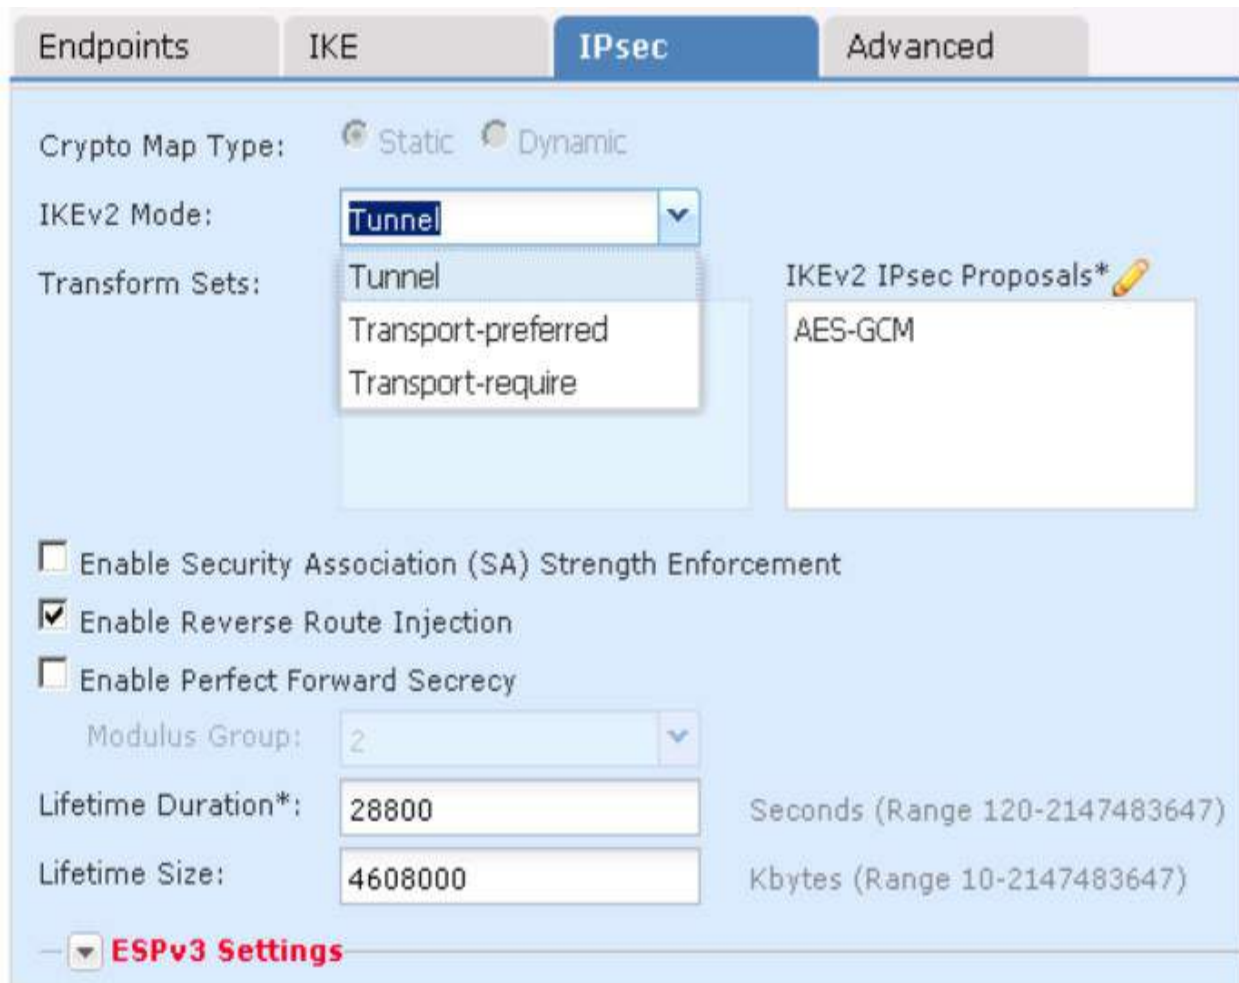 Endpoints IKE IPsec Advanced
Crypto Map Type: Static Dynamic
IKEv2 Mode: Tunnel
Transform Sets: Tunnel IKEv2 IPsec Proposals*
Transport-preferred AES-GCM
Transport-require
Enable Security Association (SA) Strength Enforcement
Enable Reverse Route Injection
Enable Perfect Forward Secrecy
Modulus Group: 2
Lifetime Duration*: 28800 Seconds (Range 120-2147483647)
Lifetime Size: 4608000 Kbytes (Range 10-2147483647)
ESPv3 Settings